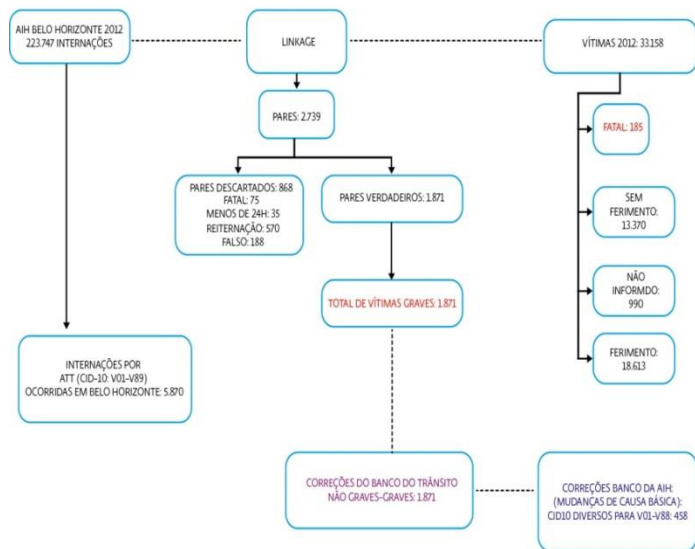 AIH BELO HORIZONTE 2012
223.747 INTERNAÇÕES
LINKAGE
VÍTIMAS 2012: 33.158
PARES: 2.739
FATAL: 185
PARES DESCARTADOS: 868
FATAL: 75
MENOS DE 24H: 35
REITERNAÇÃO: 570
FALSO: 188
PARES VERDADEIROS: 1.871
SEM
FERIMENTO:
13.370
NÃO
INFORMDO:
990
TOTAL DE VÍTIMAS GRAVES: 1.871
FERIMENTO:
18.613
INTERNAÇÕES POR
ATT (CID-10: V01-V89)
OCORRIDAS EM BELO HORIZONTE: 5.870
CORREÇÕES DO BANCO DO TRÂNSITO
NÃO GRAVES-GRAVES: 1.871
CORREÇÕES BANCO DA AIH:
(MUDANÇAS DE CAUSA BÁSICA):
CID10 DIVERSOS PARA V01-V88: 458